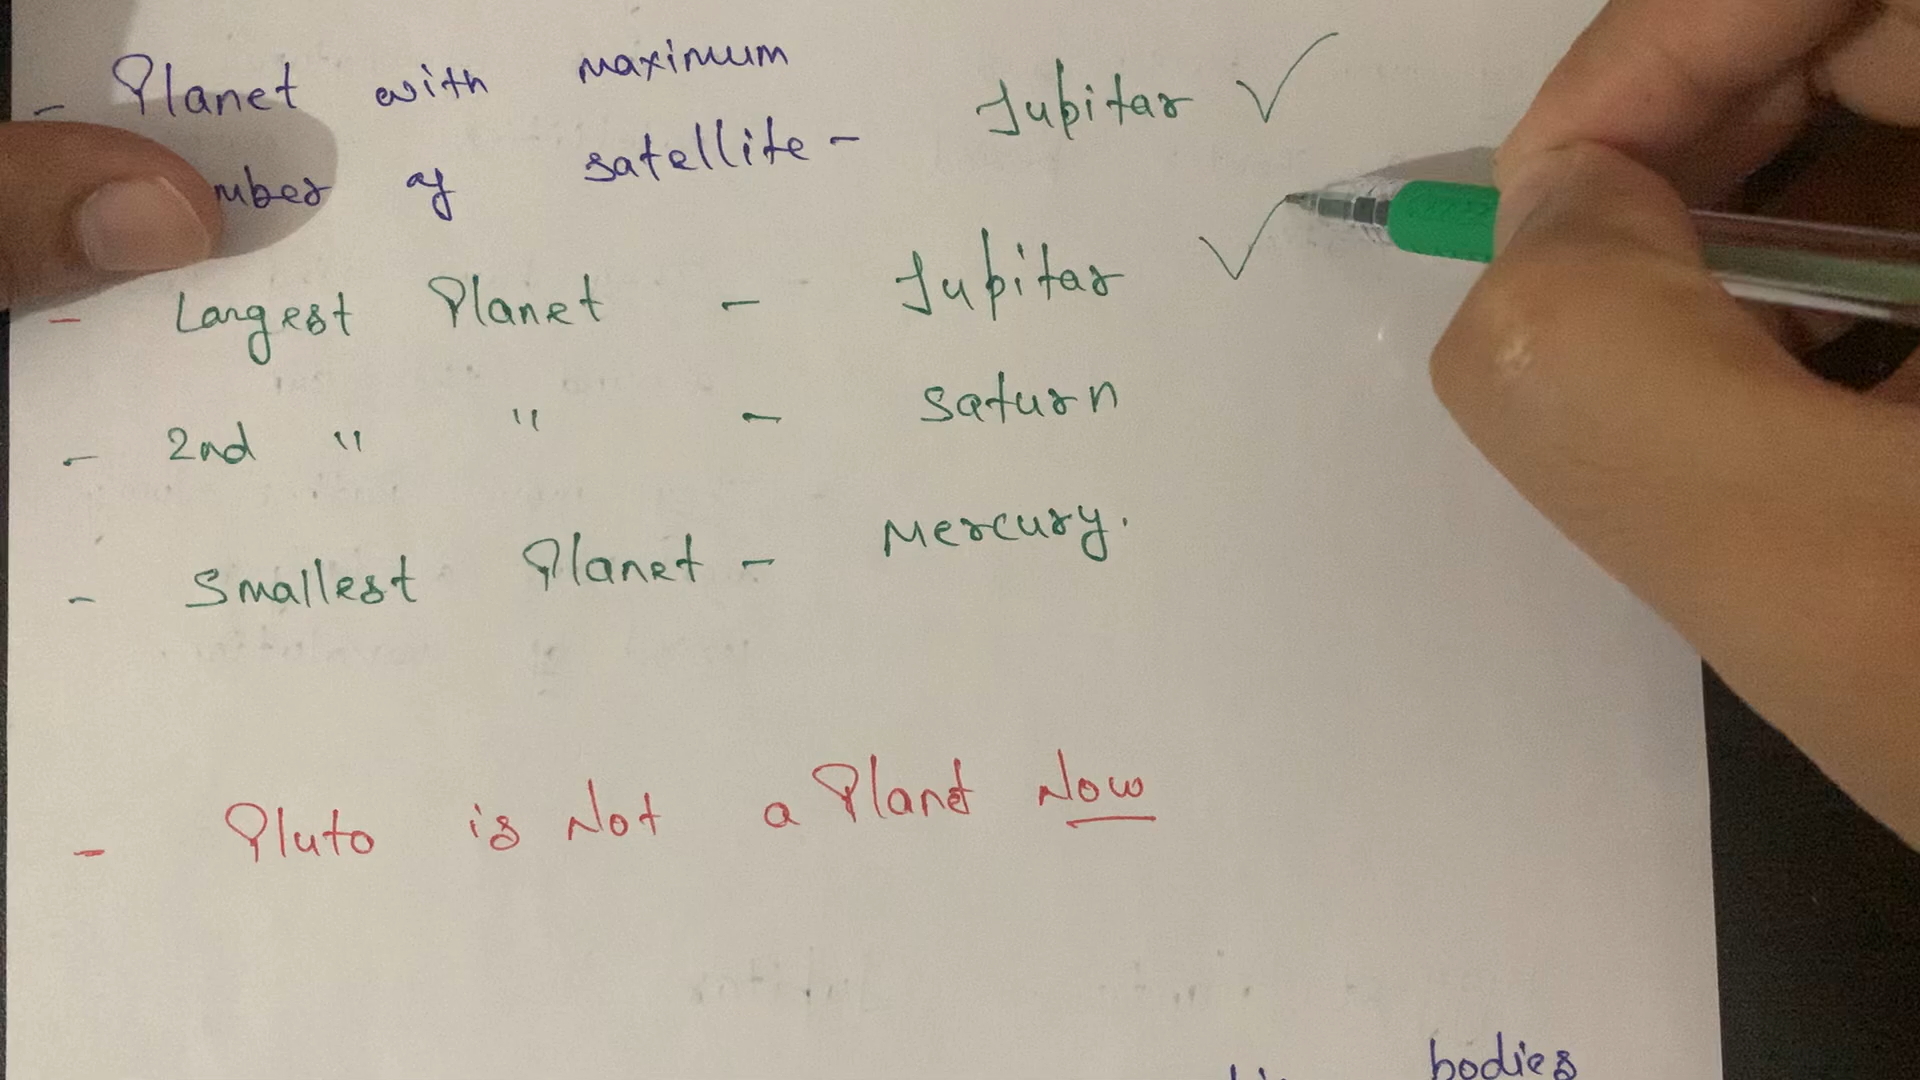 - Planet with maximum
mber of satellite - Jupitar ✓
- Largest Planet - Jupitar ✓
- 2nd " " - Saturn
- Smallest Planet - Mercury.
- Pluto is Not a Planet Now
bodies